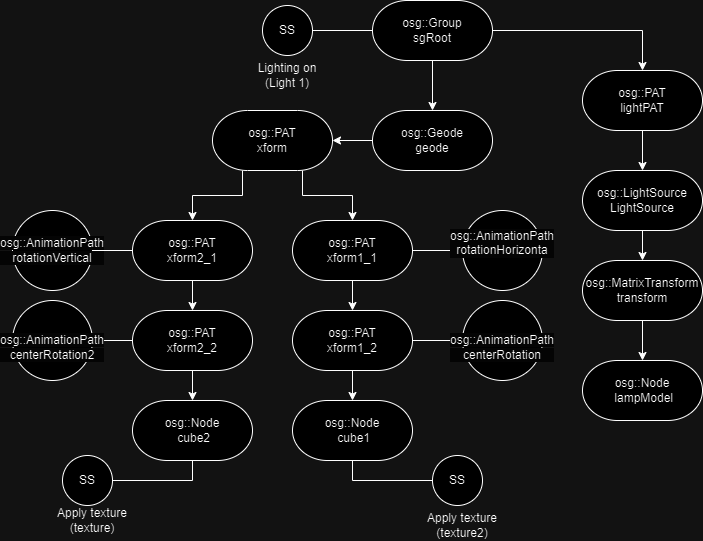 SS
osg::Group
sgRoot
Lighting on
(Light 1)
osg::PAT
lightPAT
osg::PAT
xform
osg::Geode
geode
osg::LightSource
LightSource
osg::AnimationPath
rotationVertical
osg::PAT
xform2_1
osg::PAT
xform1_1
osg::AnimationPath
rotationHorizonta
osg::MatrixTransform
transform
osg::AnimationPath
centerRotation2
osg::PAT
xform2_2
osg::PAT
xform1_2
osg::AnimationPath
centerRotation
osg::Node
lampModel
osg::Node
cube2
osg::Node
cube1
SS
Apply texture
(texture)
SS
Apply texture
(texture2)